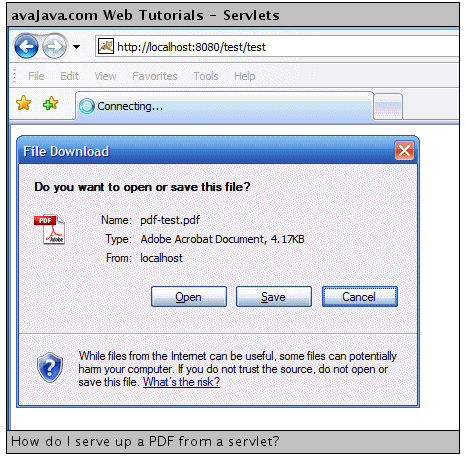 avaJava.com Web Tutorials - Servlets
http://localhost:8080/test/test
File Edit View Favorites Tools Help
Connecting...
File Download
Do you want to open or save this file?
PDF
Adobe
Name: pdf-test.pdf
Type: Adobe Acrobat Document, 4.17KB
From: localhost
Open Save Cancel
While files from the Internet can be useful, some files can potentially
harm your computer. If you do not trust the source, do not open or
save this file. What's the risk?
How do I serve up a PDF from a servlet?